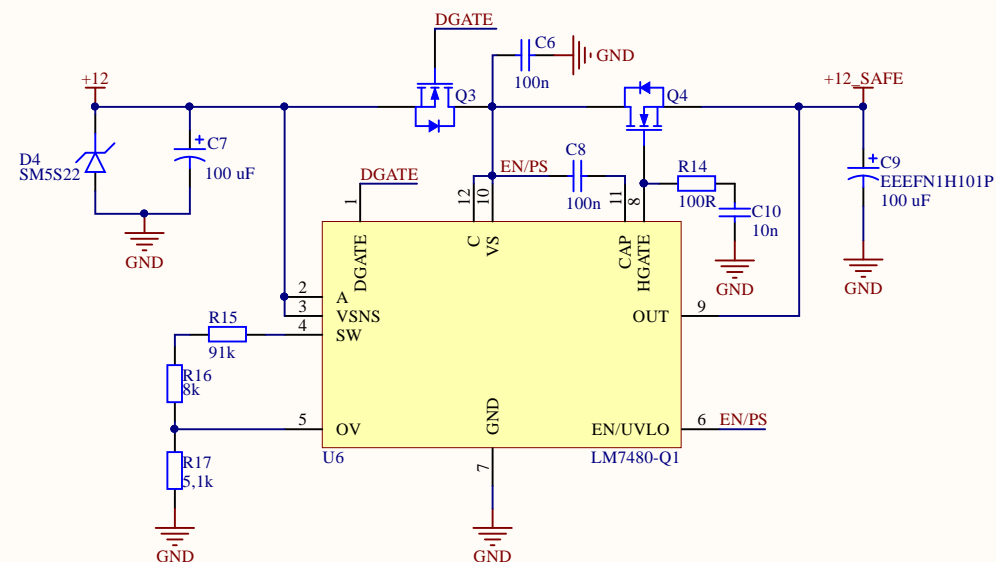 DGATE
C6
GND
100n
+12
Q3
Q4
+12_SAFE
D4
SM5S22
C7
100 uF
DGATE
EN/PS
C8
100n
R14
100R
C10
10n
GND
C9
EEEFN1H101P
100 uF
GND
GND
1
12
10
11
8
DGATE
C
VS
CAP
HGATE
2
A
3
VSNS
4
SW
R15
91k
OUT
9
R16
8k
5
OV
GND
EN/UVLO
6
EN/PS
U6
7
LM7480-Q1
R17
5,1k
GND
GND